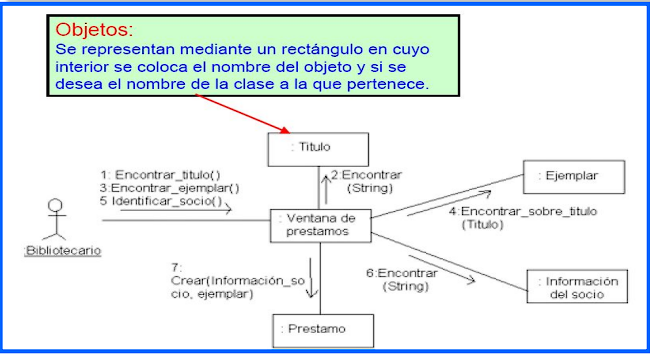 Objetos:
Se representan mediante un rectángulo en cuyo
interior se coloca el nombre del objeto y si se
desea el nombre de la clase a la que pertenece.
: Titulo
1: Encontrar_titulo()
3:Encontrar_ejemplar()
5 Identificar_socio()
2:Encontrar
(String)
: Ejemplar
4:Encontrar_sobre_titulo
(Titulo)
:Bibliotecario
: Ventana de
prestamos
7:
Crear(Información_so
cio, ejemplar)
6:Encontrar
(String)
: Información
del socio
: Prestamo